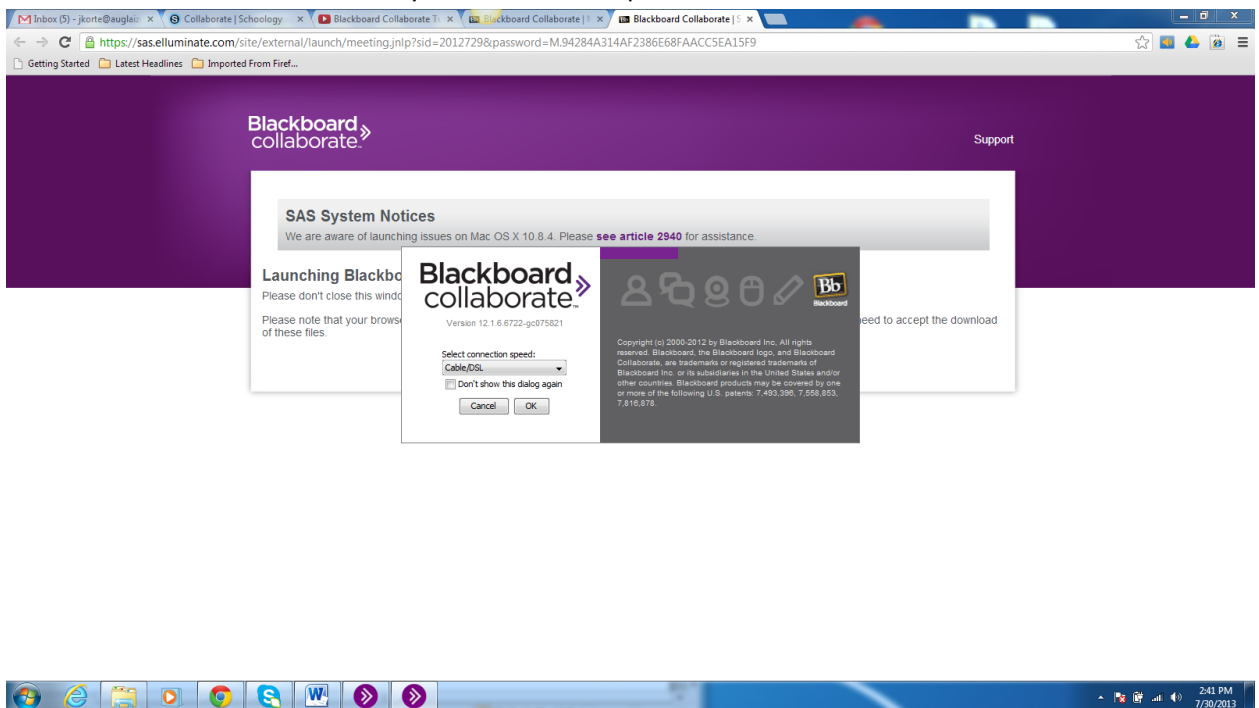 Inbox (5) - jkorte@auglaiz
Collaborate | Schoology
Blackboard Collaborate Tu
Blackboard Collaborate |
Blackboard Collaborate | S
https://sas.elluminate.com/site/external/launch/meeting.jnlp?sid=2012729&password=M.94284A314AF2386E68FAACC5EA15F9
Getting Started Latest Headlines Imported From Firef...
Blackboard
collaborate™
Support
SAS System Notices
We are aware of launching issues on Mac OS X 10.8.4. Please see article 2940 for assistance.
Launching Blackbo
Please don't close this windo
Please note that your browse
eed to accept the download
of these files.
Blackboard
collaborate™
Version 12.1.6.6722-gc075821
Select connection speed:
Cable/DSL
Don't show this dialog again
Cancel OK
Bb
Blackboard
Copyright (c) 2000-2012 by Blackboard Inc, All rights
reserved. Blackboard, the Blackboard logo, and Blackboard
Collaborate, are trademarks or registered trademarks of
Blackboard Inc. or its subsidiaries in the United States and/or
other countries. Blackboard products may be covered by one
or more of the following U.S. patents: 7,493,396, 7,558,853,
7,816,878.
2:41 PM
7/30/2013